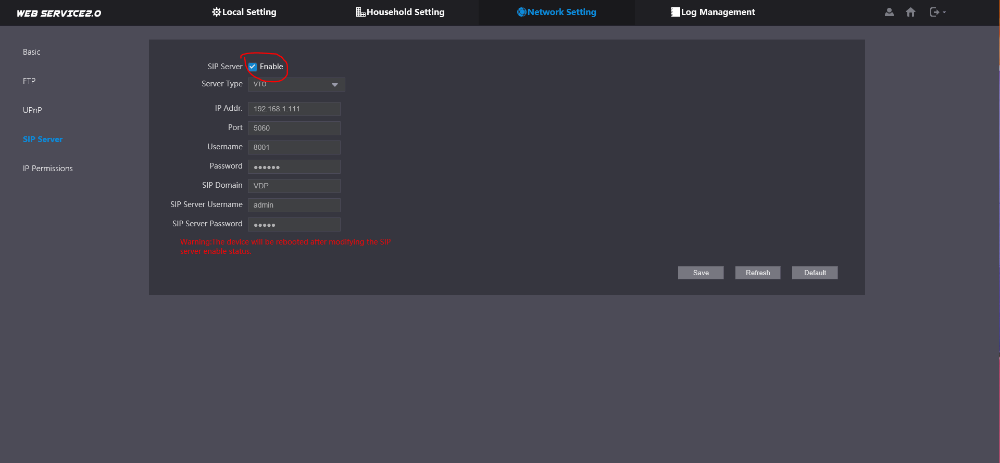 WEB SERVICE2.0
Local Setting
Household Setting
Network Setting
Log Management
Basic
FTP
UPnP
SIP Server
IP Permissions
SIP Server Enable
Server Type VTO
IP Addr. 192.168.1.111
Port 5060
Username 8001
Password ●●●●●●
SIP Domain VDP
SIP Server Username admin
SIP Server Password ●●●●●
Warning:The device will be rebooted after modifying the SIP
server enable status.
Save Refresh Default